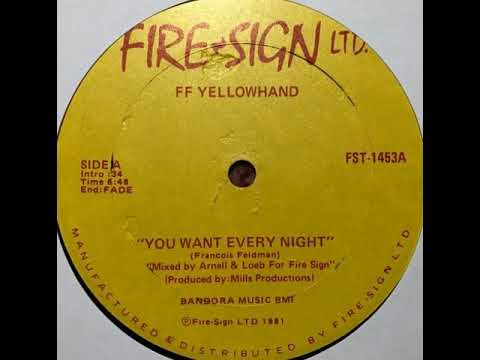 FIRE-SIGN LTD.
FF YELLOWHAND
SIDE A
Intro :34
Time 6:46
End: FADE
FST-1453A
"YOU WANT EVERY NIGHT"
(Francois Feldman)
"Mixed by Arnell & Loeb For Fire Sign"
(Produced by: Mills Productions)
BANDORA MUSIC BMI
℗Fire-Sign LTD 1981
MANUFACTURED & DISTRIBUTED BY FIRE-SIGN LTD